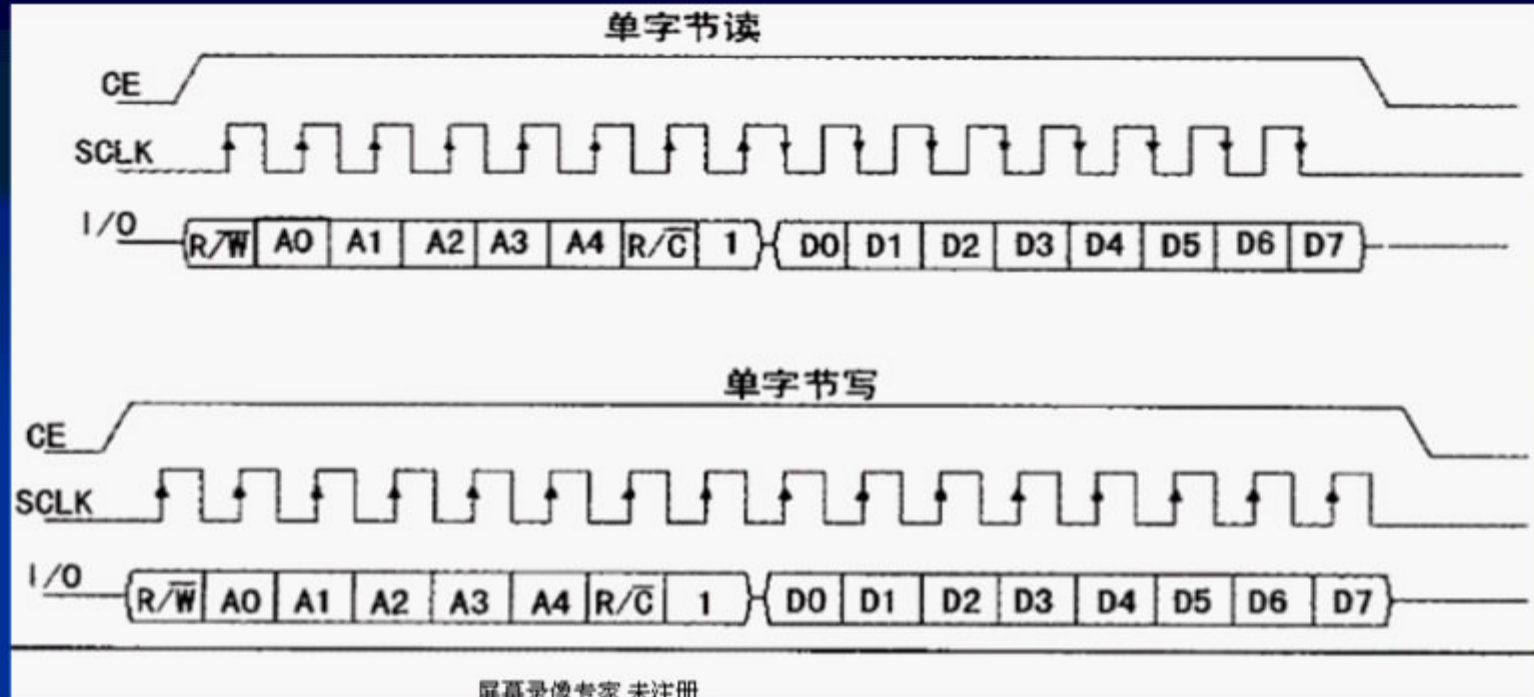 单字节读
CE
SCLK
I/O R/W̅ A0 A1 A2 A3 A4 R/C̅ 1 D0 D1 D2 D3 D4 D5 D6 D7
单字节写
CE
SCLK
I/O R/W̅ A0 A1 A2 A3 A4 R/C̅ 1 D0 D1 D2 D3 D4 D5 D6 D7
屏幕录像专家 未注册